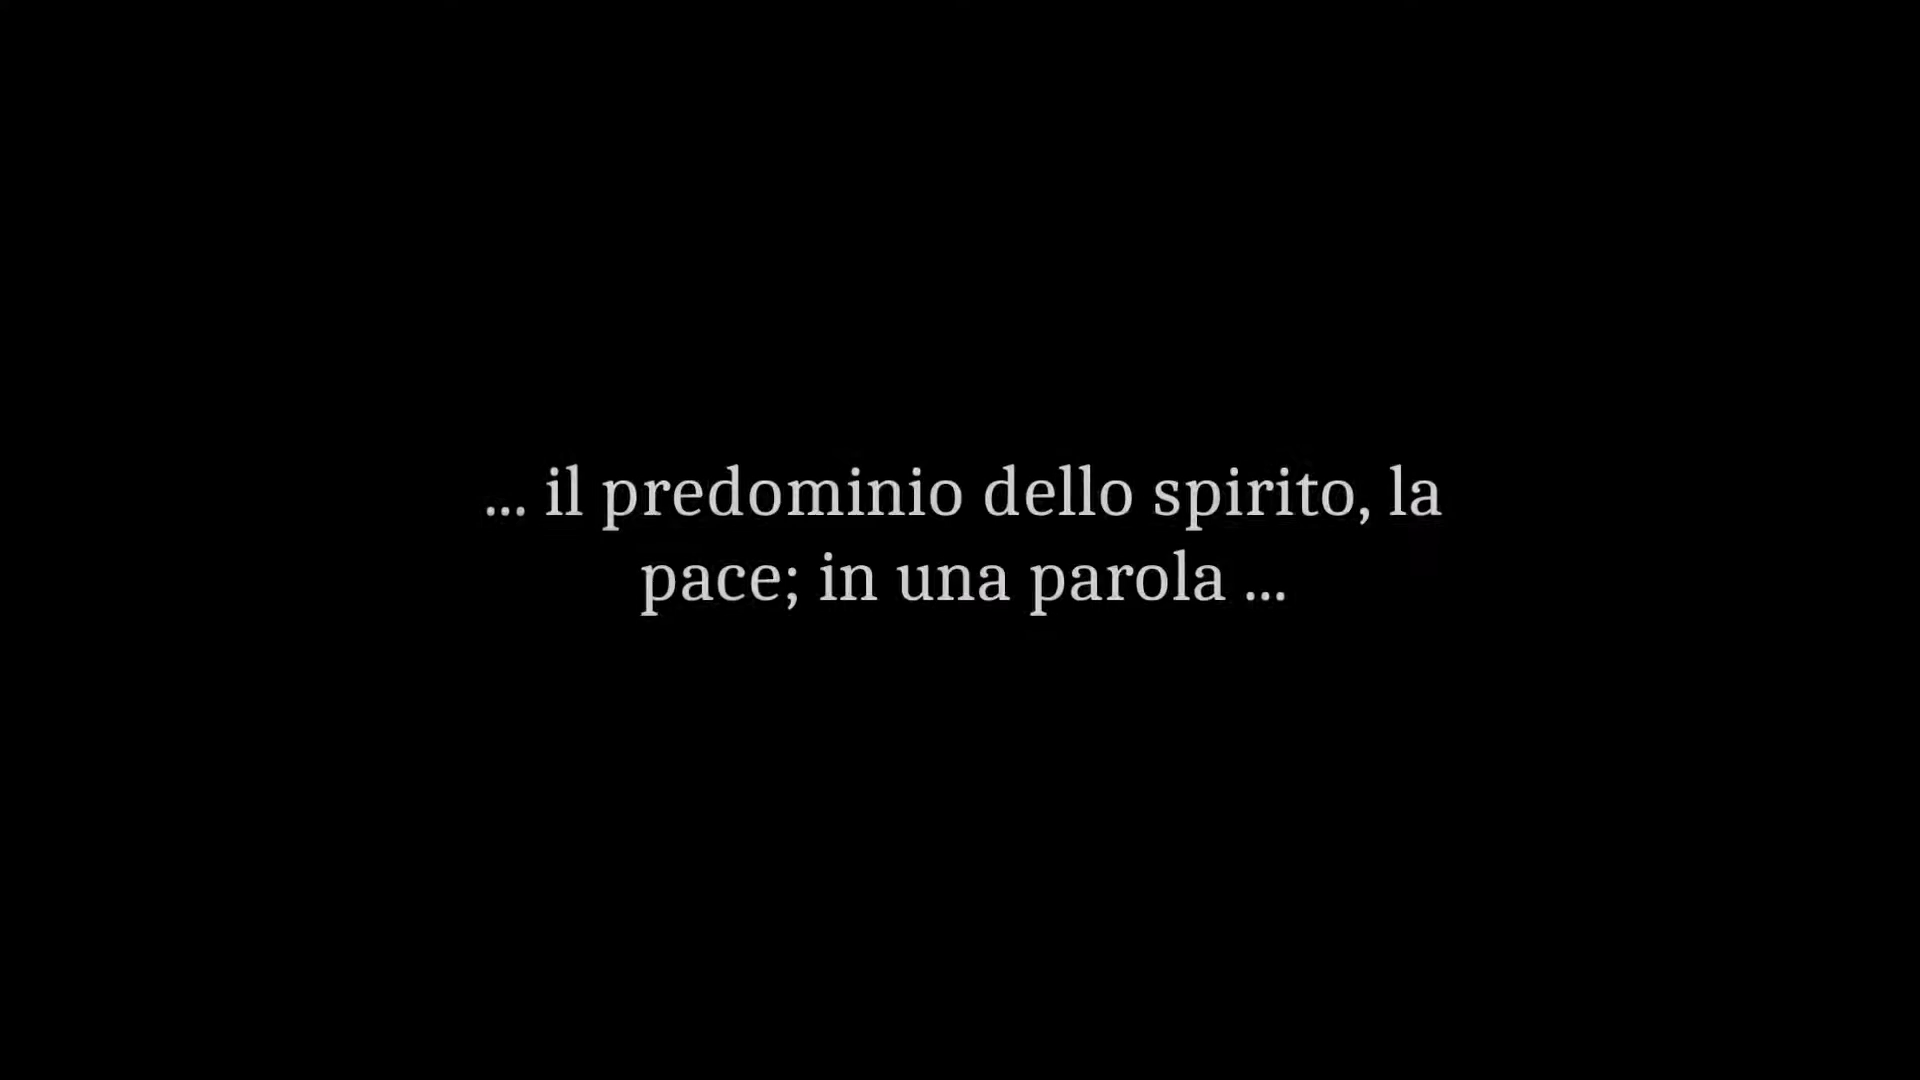 ... il predominio dello spirito, la
pace; in una parola ...